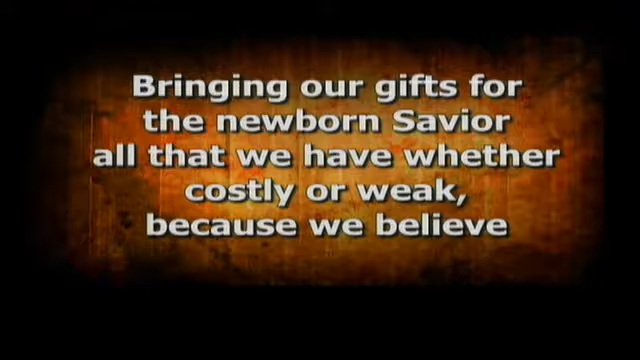 Bringing our gifts for
the newborn Savior
all that we have whether
costly or weak,
because we believe